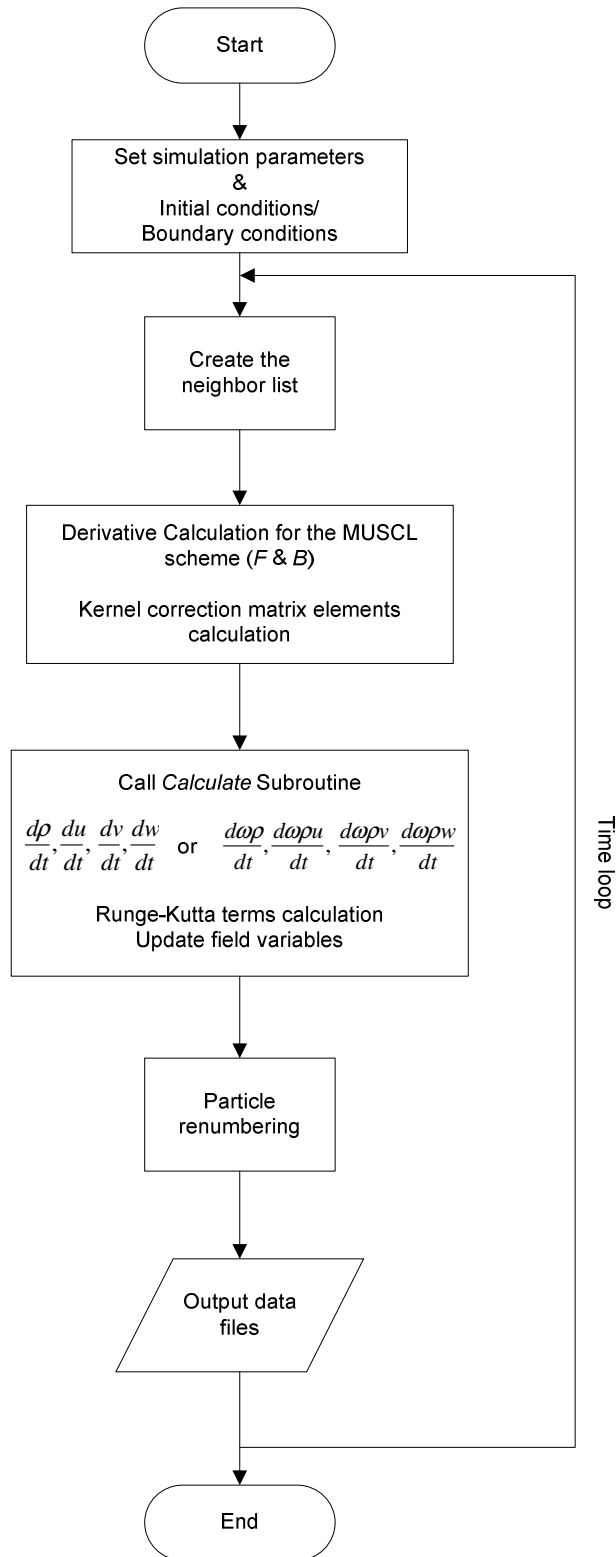 Start
Set simulation parameters
&
Initial conditions/
Boundary conditions
Create the
neighbor list
Derivative Calculation for the MUSCL
scheme (F & B)
Kernel correction matrix elements
calculation
Call Calculate Subroutine
dρ/dt, du/dt, dv/dt, dw/dt or dωρ/dt, dωρu/dt, dωρv/dt, dωρw/dt
Runge-Kutta terms calculation
Update field variables
Time loop
Particle
renumbering
Output data
files
End